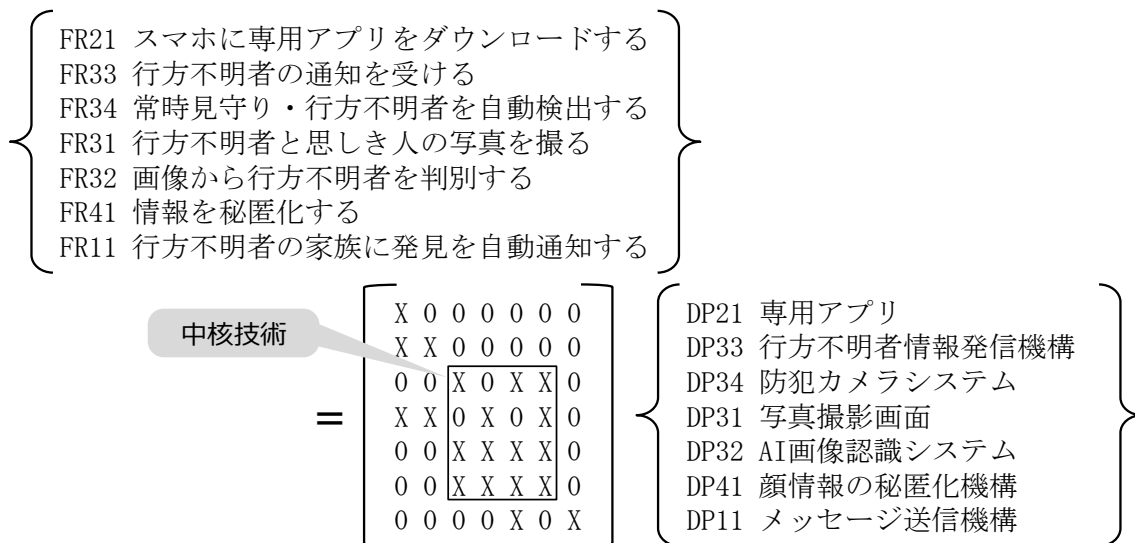 FR21 スマホに専用アプリをダウンロードする
FR33 行方不明者の通知を受ける
FR34 常時見守り・行方不明者を自動検出する
FR31 行方不明者と思しき人の写真を撮る
FR32 画像から行方不明者を判別する
FR41 情報を秘匿化する
FR11 行方不明者の家族に発見を自動通知する
中核技術
=
X 0 0 0 0 0 0
X X 0 0 0 0 0
0 0 X 0 X X 0
X X 0 X 0 X 0
0 0 X X X X 0
0 0 X X X X 0
0 0 0 0 X 0 X
DP21 専用アプリ
DP33 行方不明者情報発信機構
DP34 防犯カメラシステム
DP31 写真撮影画面
DP32 AI画像認識システム
DP41 顔情報の秘匿化機構
DP11 メッセージ送信機構